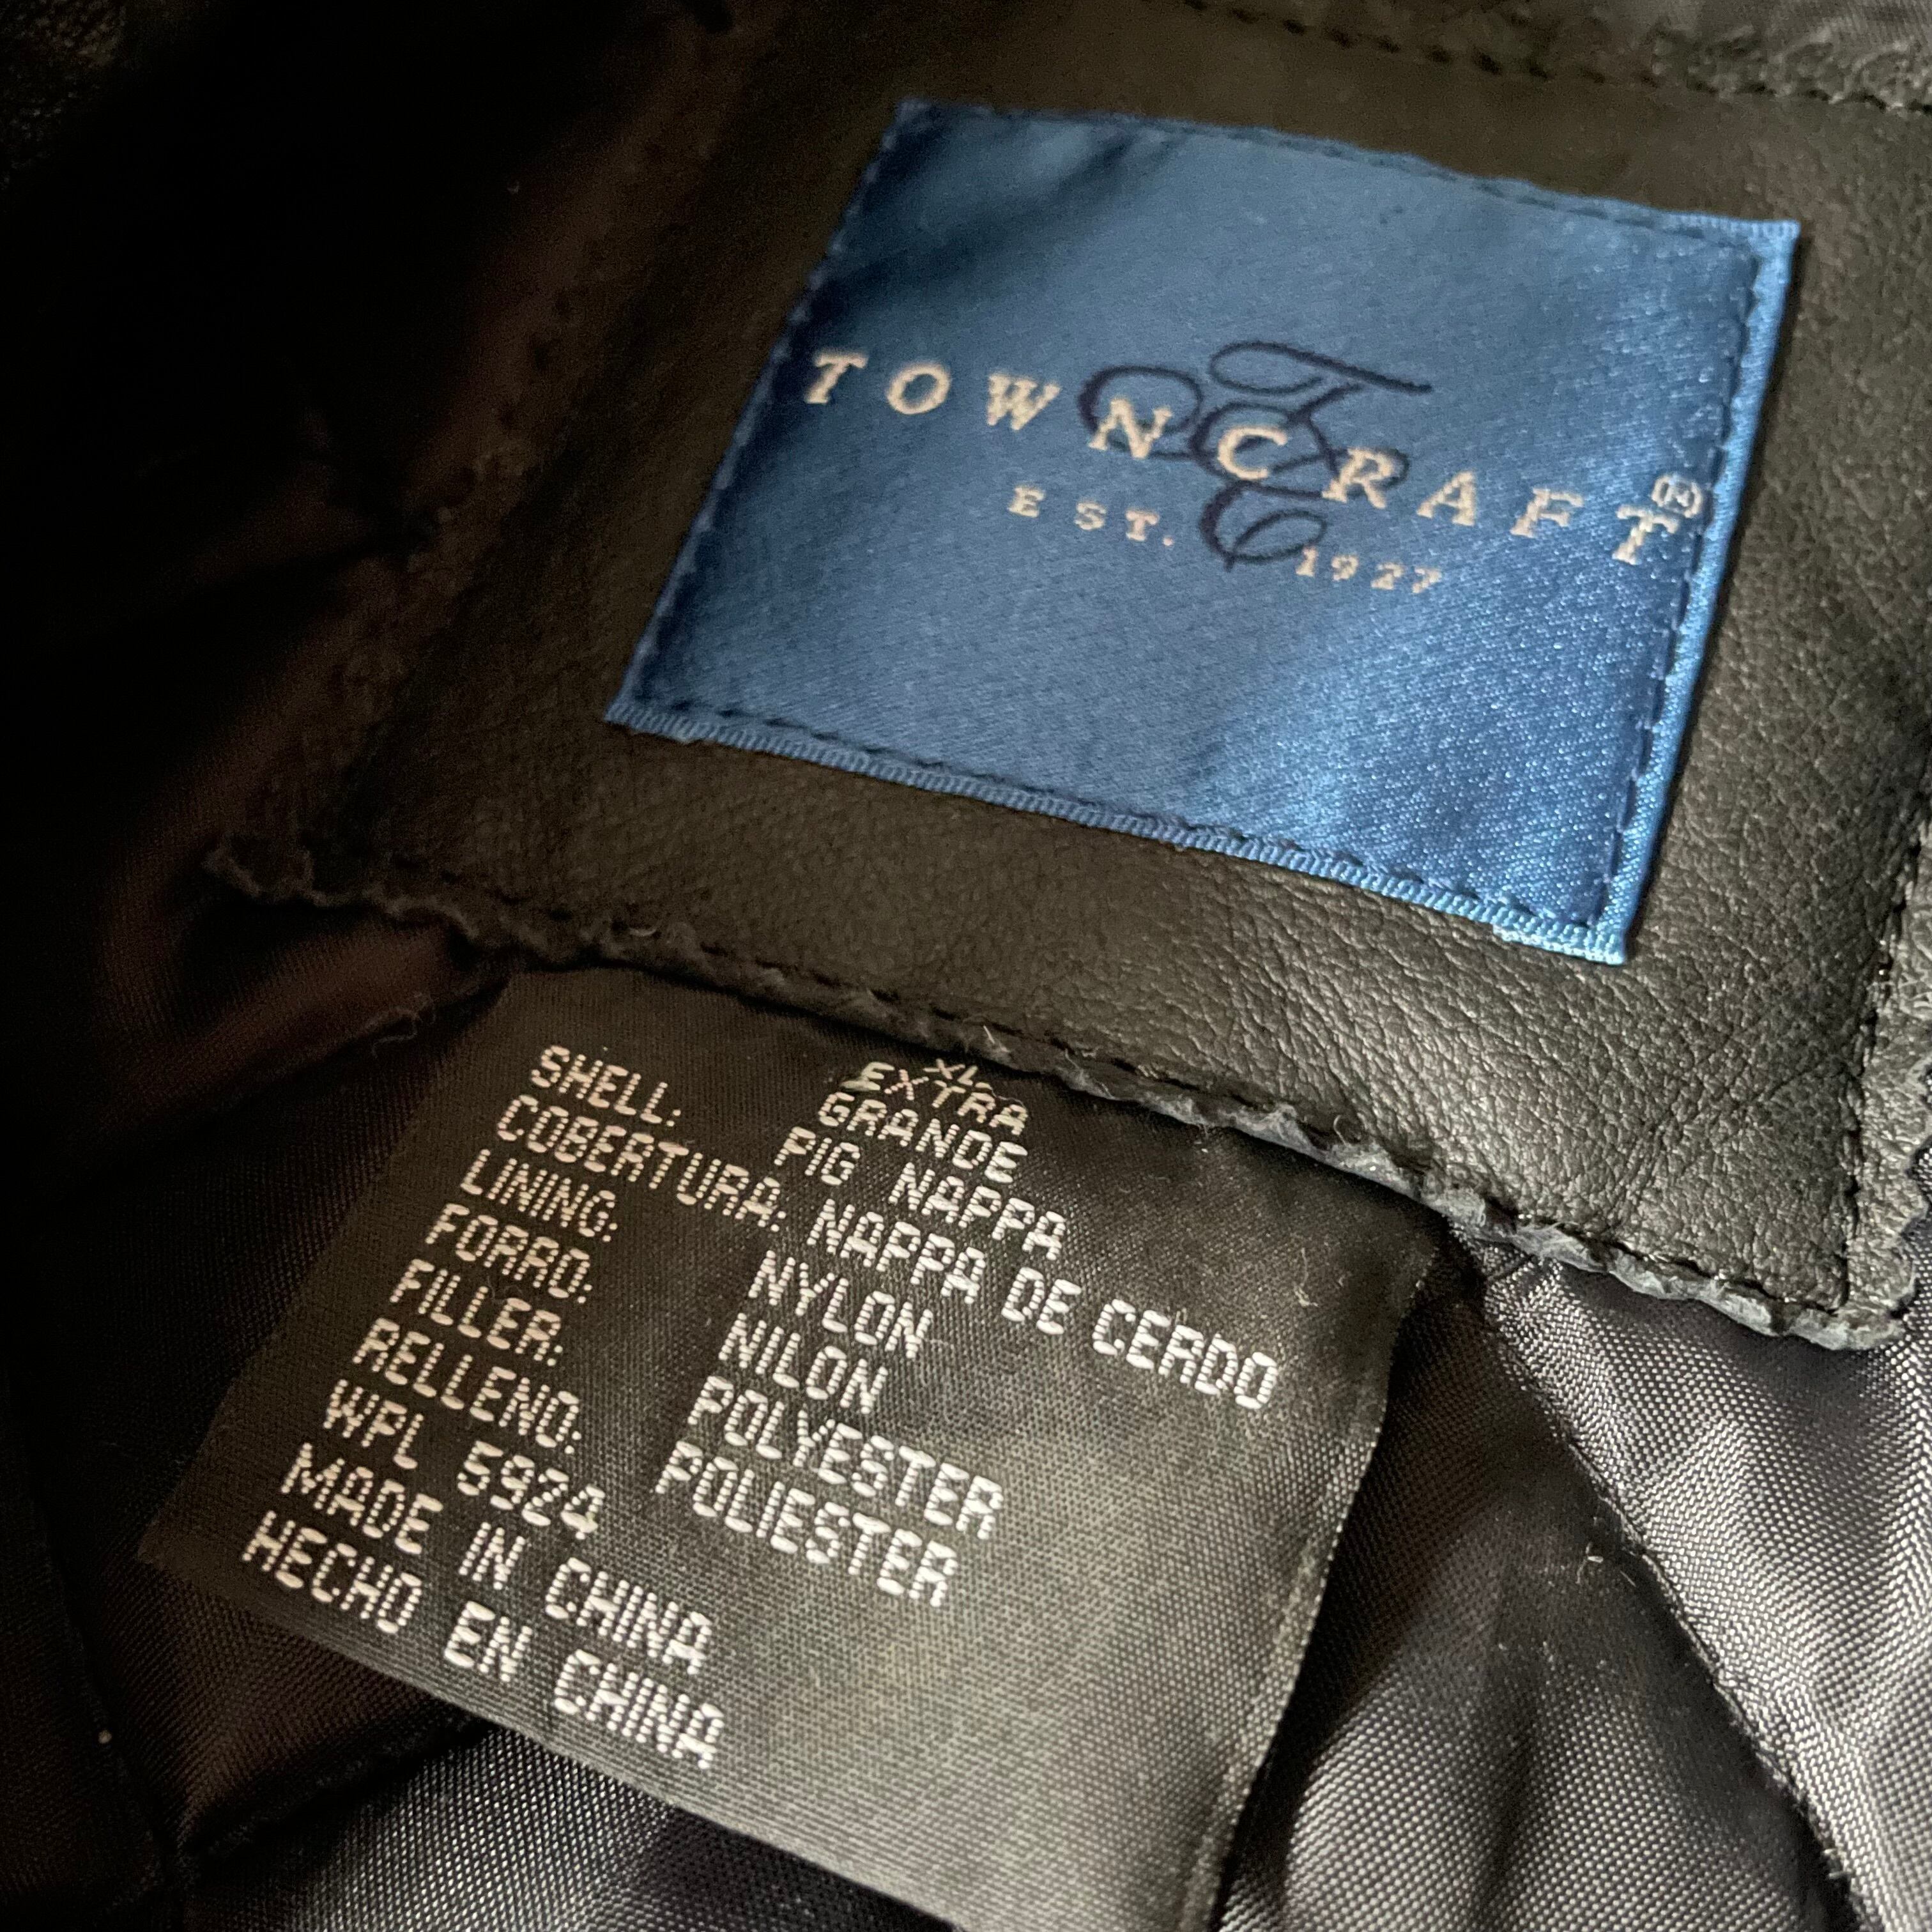 TOWNCRAFT®
TC
EST. 1927
XL
EXTRA
GRANDE
SHELL: PIG NAPPA
COBERTURA: NAPPA DE CERDO
LINING: NYLON
FORRO: NILON
FILLER: POLYESTER
RELLENO: POLIESTER
WPL 5924
MADE IN CHINA
HECHO EN CHINA